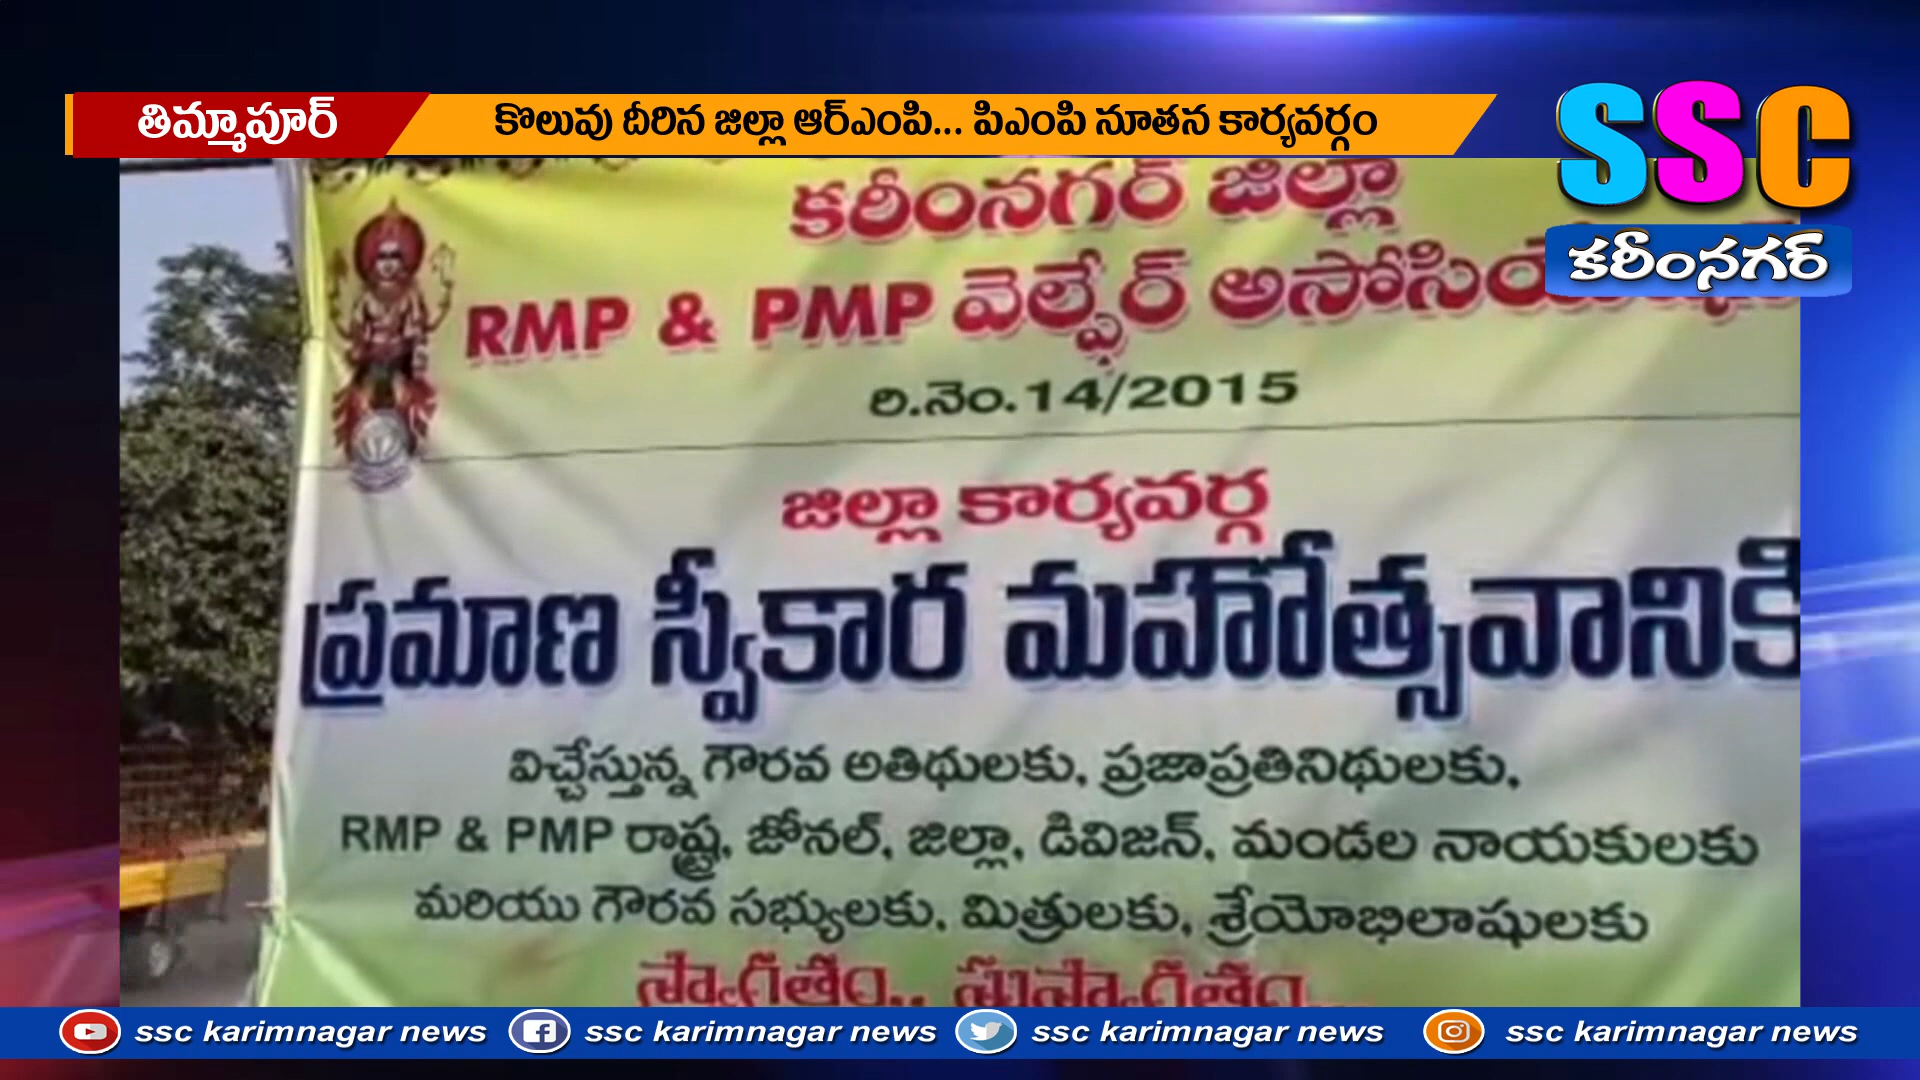 తిమ్మాపూర్
కొలువు దీరిన జిల్లా ఆర్ఎంపి... పిఎంపి నూతన కార్యవర్గం
SSC
కరీంనగర్
కరీంనగర్ జిల్లా
RMP & PMP వెల్ఫేర్
రి.నెం.14/2015
జిల్లా కార్యవర్గ
ప్రమాణ స్వీకార మహోత్సవానికి
విచ్చేస్తున్న గౌరవ అతిథులకు, ప్రజాప్రతినిధులకు,
RMP & PMP రాష్ట్ర, జోనల్, జిల్లా, డివిజన్, మండల నాయకులకు
మరియు గౌరవ సభ్యులకు, మిత్రులకు, శ్రేయోభిలాషులకు
స్వాగతం.. సుస్వాగతం...
ssc karimnagar news ssc karimnagar news ssc karimnagar news ssc karimnagar news